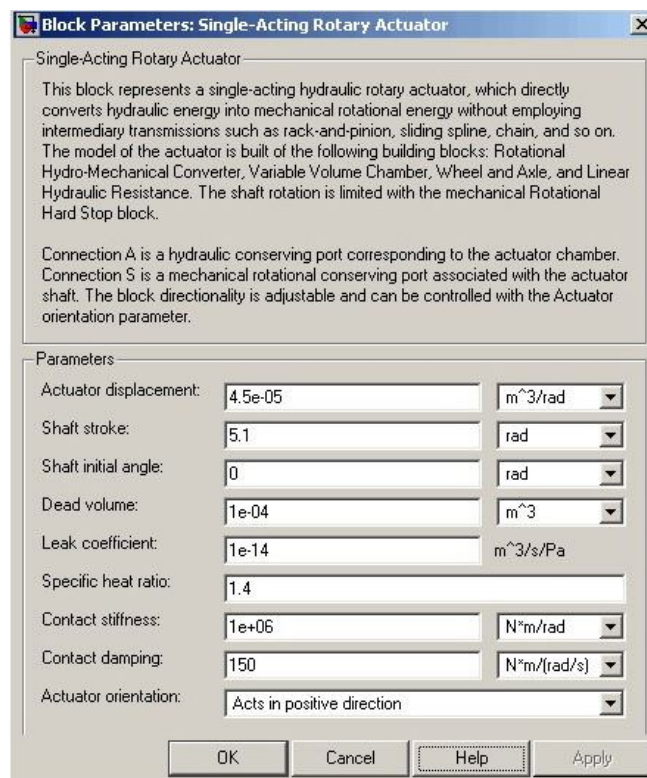 Block Parameters: Single-Acting Rotary Actuator
Single-Acting Rotary Actuator
This block represents a single-acting hydraulic rotary actuator, which directly
converts hydraulic energy into mechanical rotational energy without employing
intermediary transmissions such as rack-and-pinion, sliding spline, chain, and so on.
The model of the actuator is built of the following building blocks: Rotational
Hydro-Mechanical Converter, Variable Volume Chamber, Wheel and Axle, and Linear
Hydraulic Resistance. The shaft rotation is limited with the mechanical Rotational
Hard Stop block.
Connection A is a hydraulic conserving port corresponding to the actuator chamber.
Connection S is a mechanical rotational conserving port associated with the actuator
shaft. The block directionality is adjustable and can be controlled with the Actuator
orientation parameter.
Parameters
Actuator displacement: 4.5e-05 m^3/rad
Shaft stroke: 5.1 rad
Shaft initial angle: 0 rad
Dead volume: 1e-04 m^3
Leak coefficient: 1e-14 m^3/s/Pa
Specific heat ratio: 1.4
Contact stiffness: 1e+06 N*m/rad
Contact damping: 150 N*m/(rad/s)
Actuator orientation: Acts in positive direction
OK Cancel Help Apply